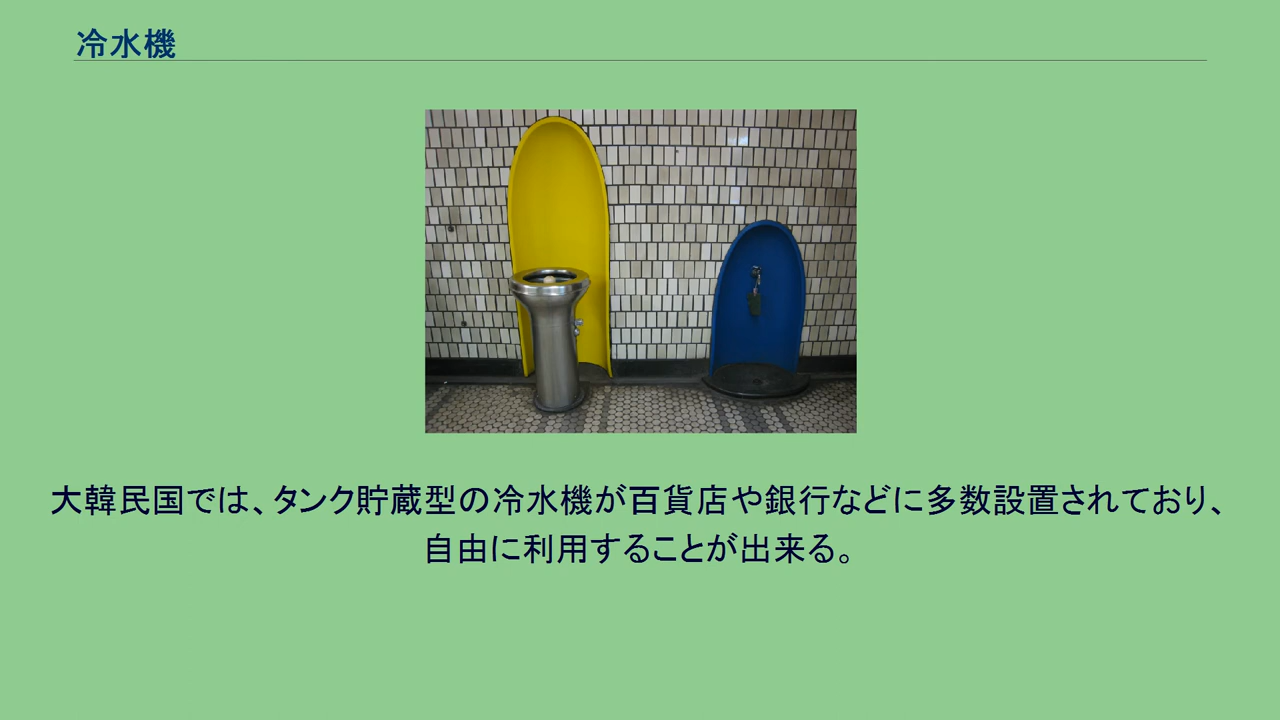 冷水機
大韓民国では、タンク貯蔵型の冷水機が百貨店や銀行などに多数設置されており、
自由に利用することが出来る。